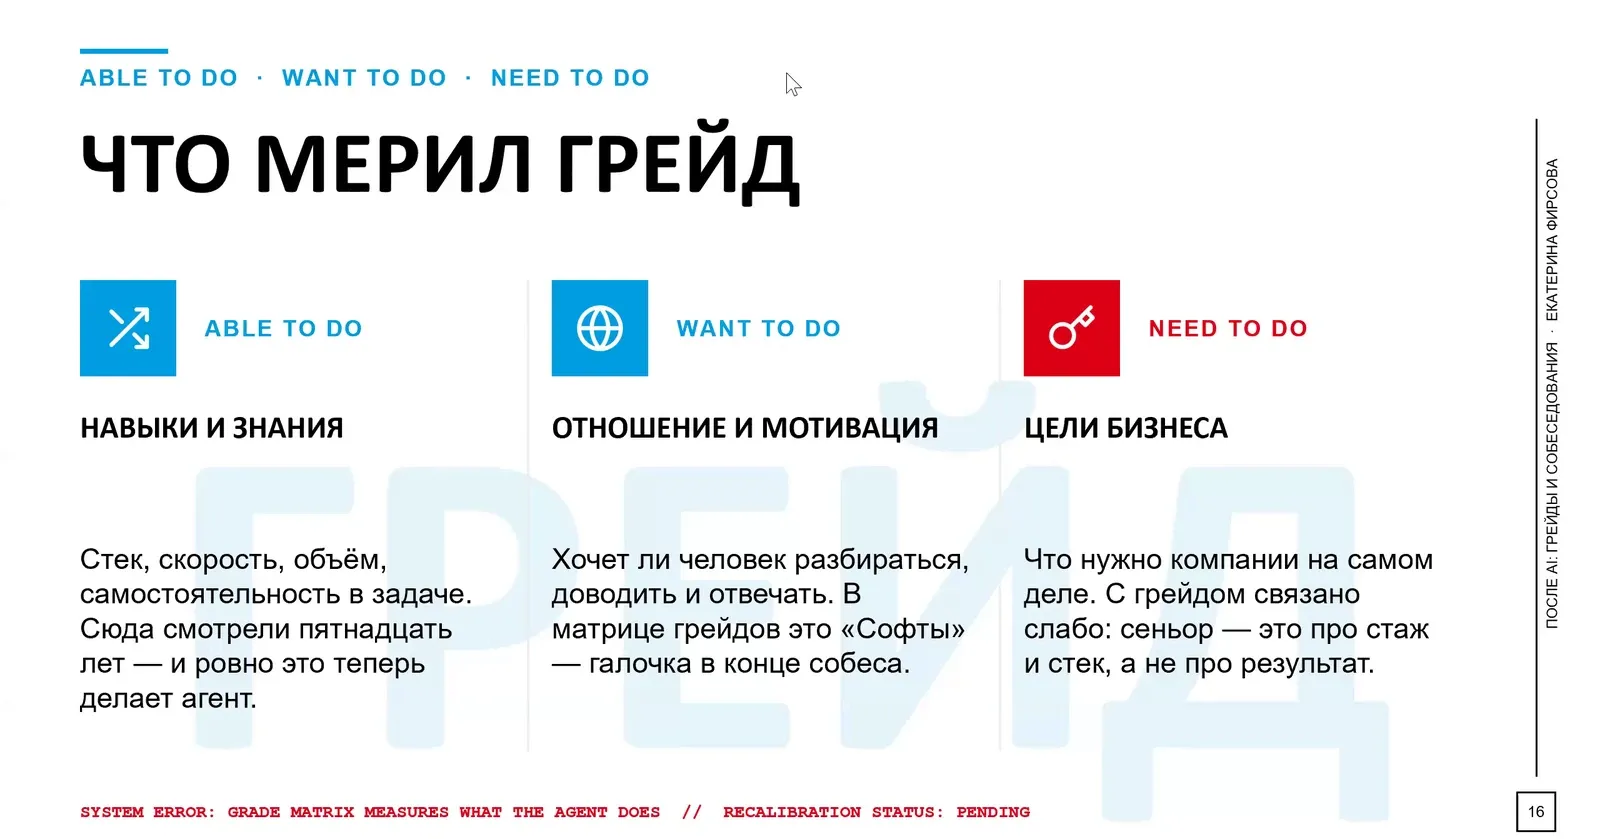 ABLE TO DO · WANT TO DO · NEED TO DO
ЧТО МЕРИЛ ГРЕЙД
ABLE TO DO
НАВЫКИ И ЗНАНИЯ
Стек, скорость, объём,
самостоятельность в задаче.
Сюда смотрели пятнадцать
лет — и ровно это теперь
делает агент.
WANT TO DO
ОТНОШЕНИЕ И МОТИВАЦИЯ
Хочет ли человек разбираться,
доводить и отвечать. В
матрице грейдов это «Софты»
— галочка в конце собеса.
NEED TO DO
ЦЕЛИ БИЗНЕСА
Что нужно компании на самом
деле. С грейдом связано
слабо: сеньор — это про стаж
и стек, а не про результат.
ГРЕЙД
SYSTEM ERROR: GRADE MATRIX MEASURES WHAT THE AGENT DOES // RECALIBRATION STATUS: PENDING
ПОСЛЕ AI: ГРЕЙДЫ И СОБЕСЕДОВАНИЯ · ЕКАТЕРИНА ФИРСОВА
16